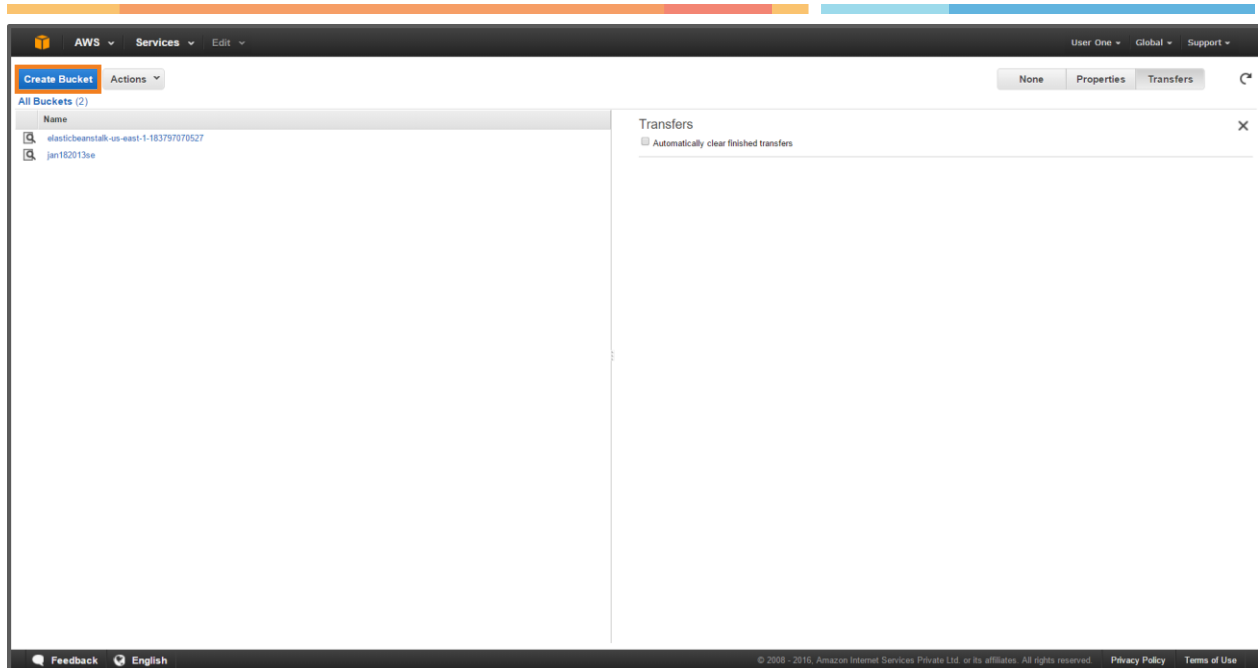 AWS Services Edit User One Global Support
Create Bucket Actions None Properties Transfers
All Buckets (2)
Name
elasticbeanstalk-us-east-1-183797070527
jan182013se
Transfers
Automatically clear finished transfers
Feedback English © 2008 - 2016, Amazon Internet Services Private Ltd. or its affiliates. All rights reserved. Privacy Policy Terms of Use